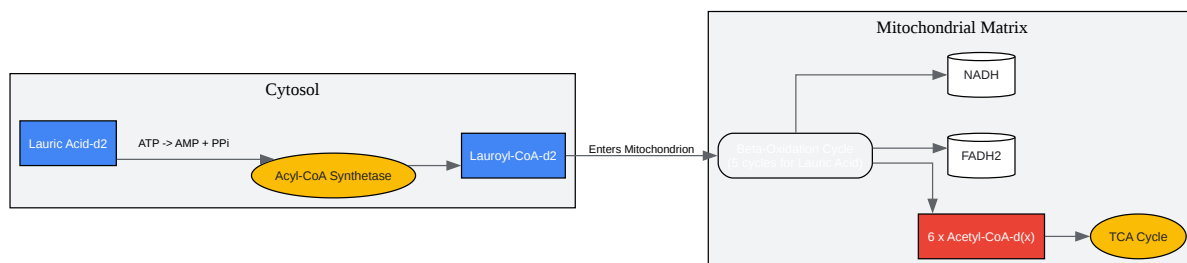 Cytosol
Lauric Acid-d2
ATP -> AMP + PPi
Acyl-CoA Synthetase
Lauroyl-CoA-d2
Enters Mitochondrion
Mitochondrial Matrix
Beta-Oxidation Cycle
(5 cycles for Lauric Acid)
NADH
FADH2
6 x Acetyl-CoA-d(x)
TCA Cycle